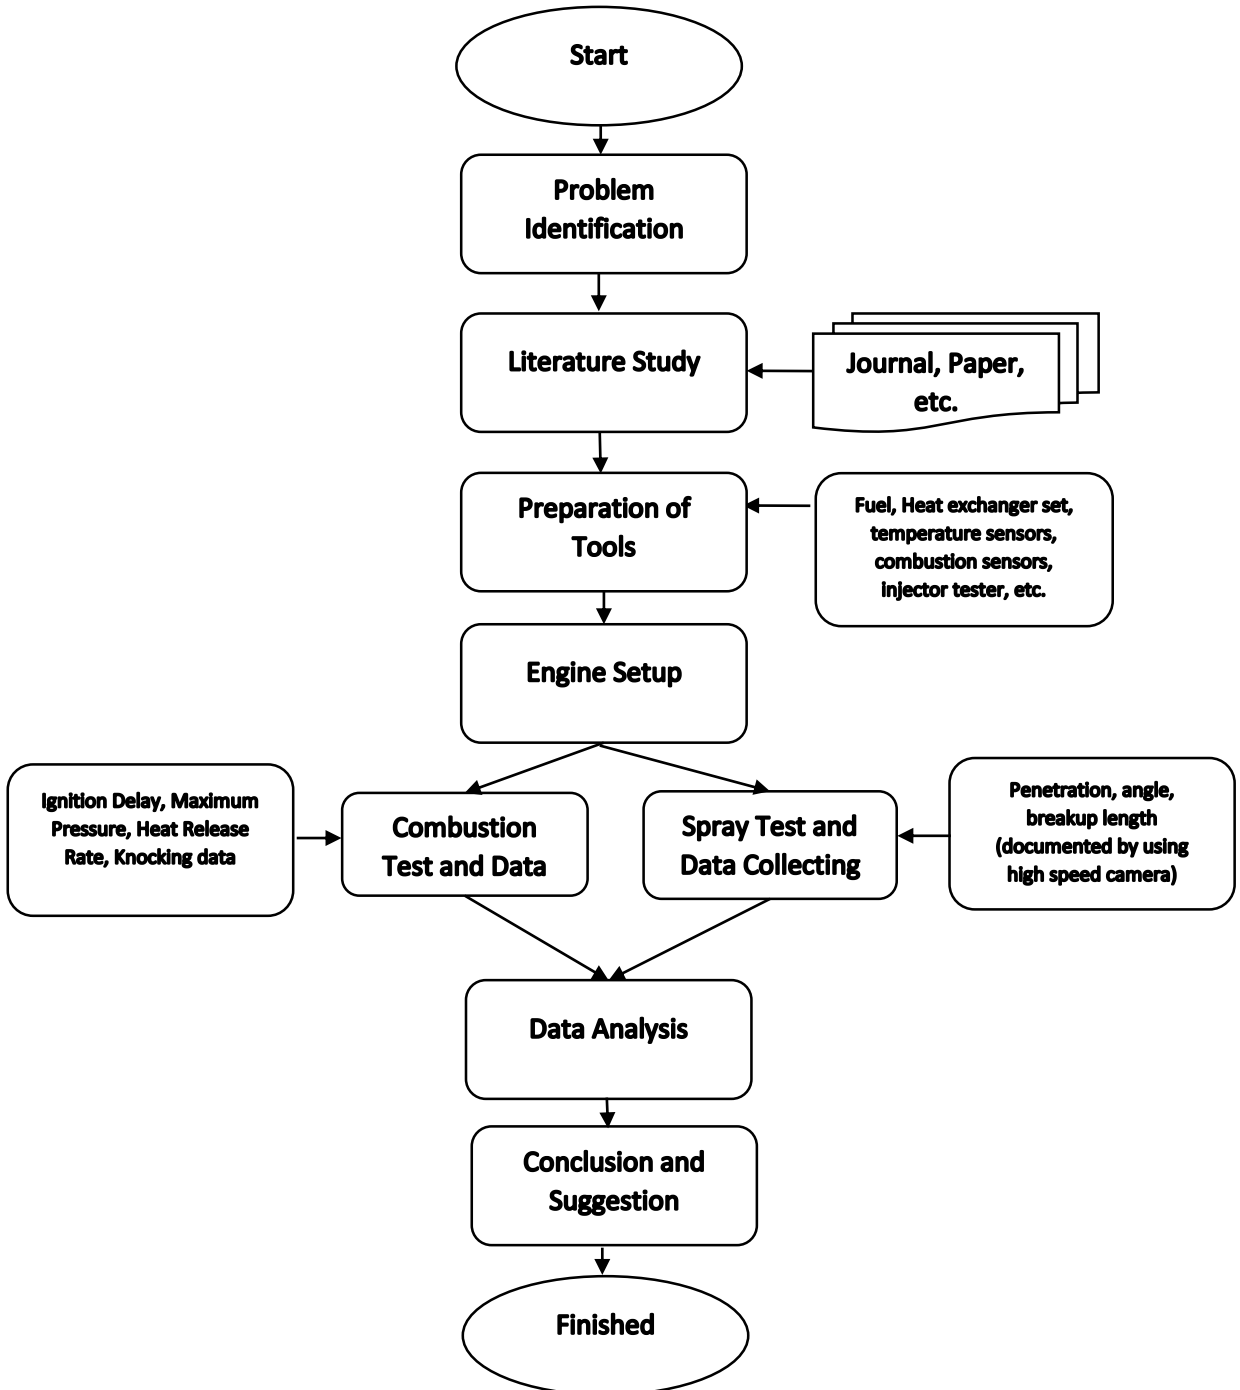 Start
Problem
Identification
Literature Study
Journal, Paper,
etc.
Preparation of
Tools
Fuel, Heat exchanger set,
temperature sensors,
combustion sensors,
injector tester, etc.
Engine Setup
Ignition Delay, Maximum
Pressure, Heat Release
Rate, Knocking data
Combustion
Test and Data
Spray Test and
Data Collecting
Penetration, angle,
breakup length
(documented by using
high speed camera)
Data Analysis
Conclusion and
Suggestion
Finished